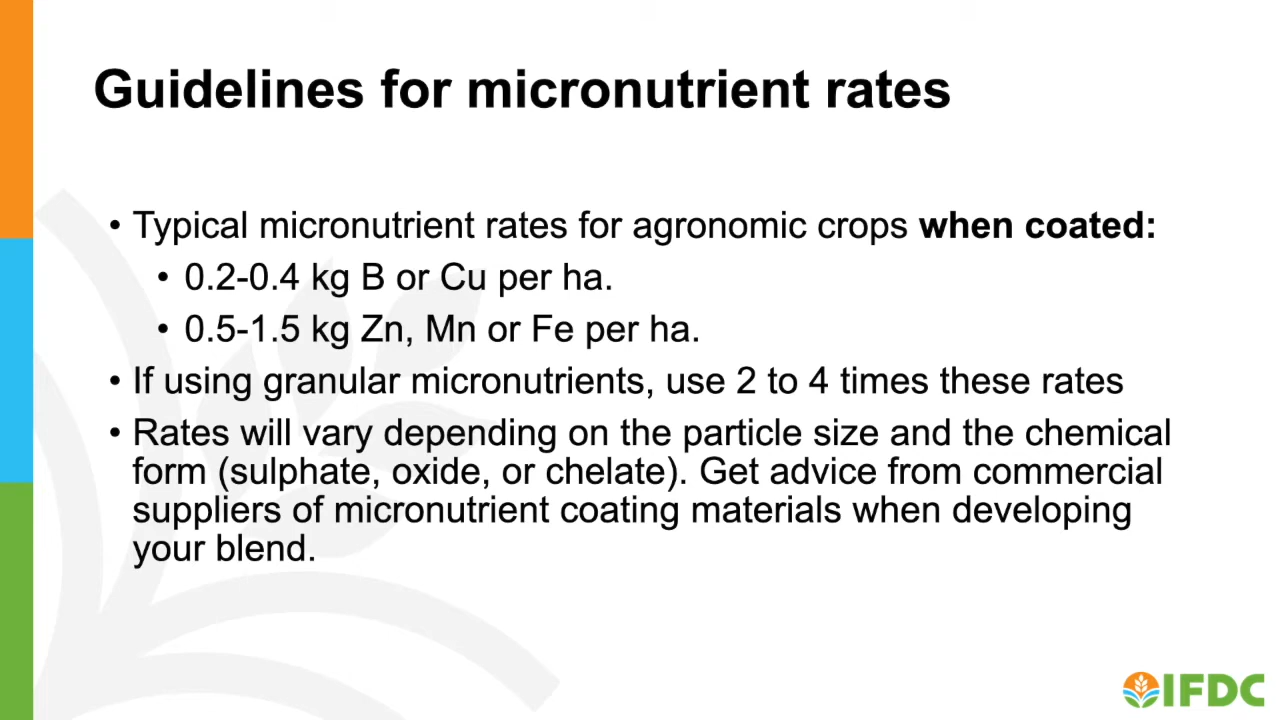 Guidelines for micronutrient rates
• Typical micronutrient rates for agronomic crops when coated:
• 0.2-0.4 kg B or Cu per ha.
• 0.5-1.5 kg Zn, Mn or Fe per ha.
• If using granular micronutrients, use 2 to 4 times these rates
• Rates will vary depending on the particle size and the chemical
form (sulphate, oxide, or chelate). Get advice from commercial
suppliers of micronutrient coating materials when developing
your blend.
IFDC